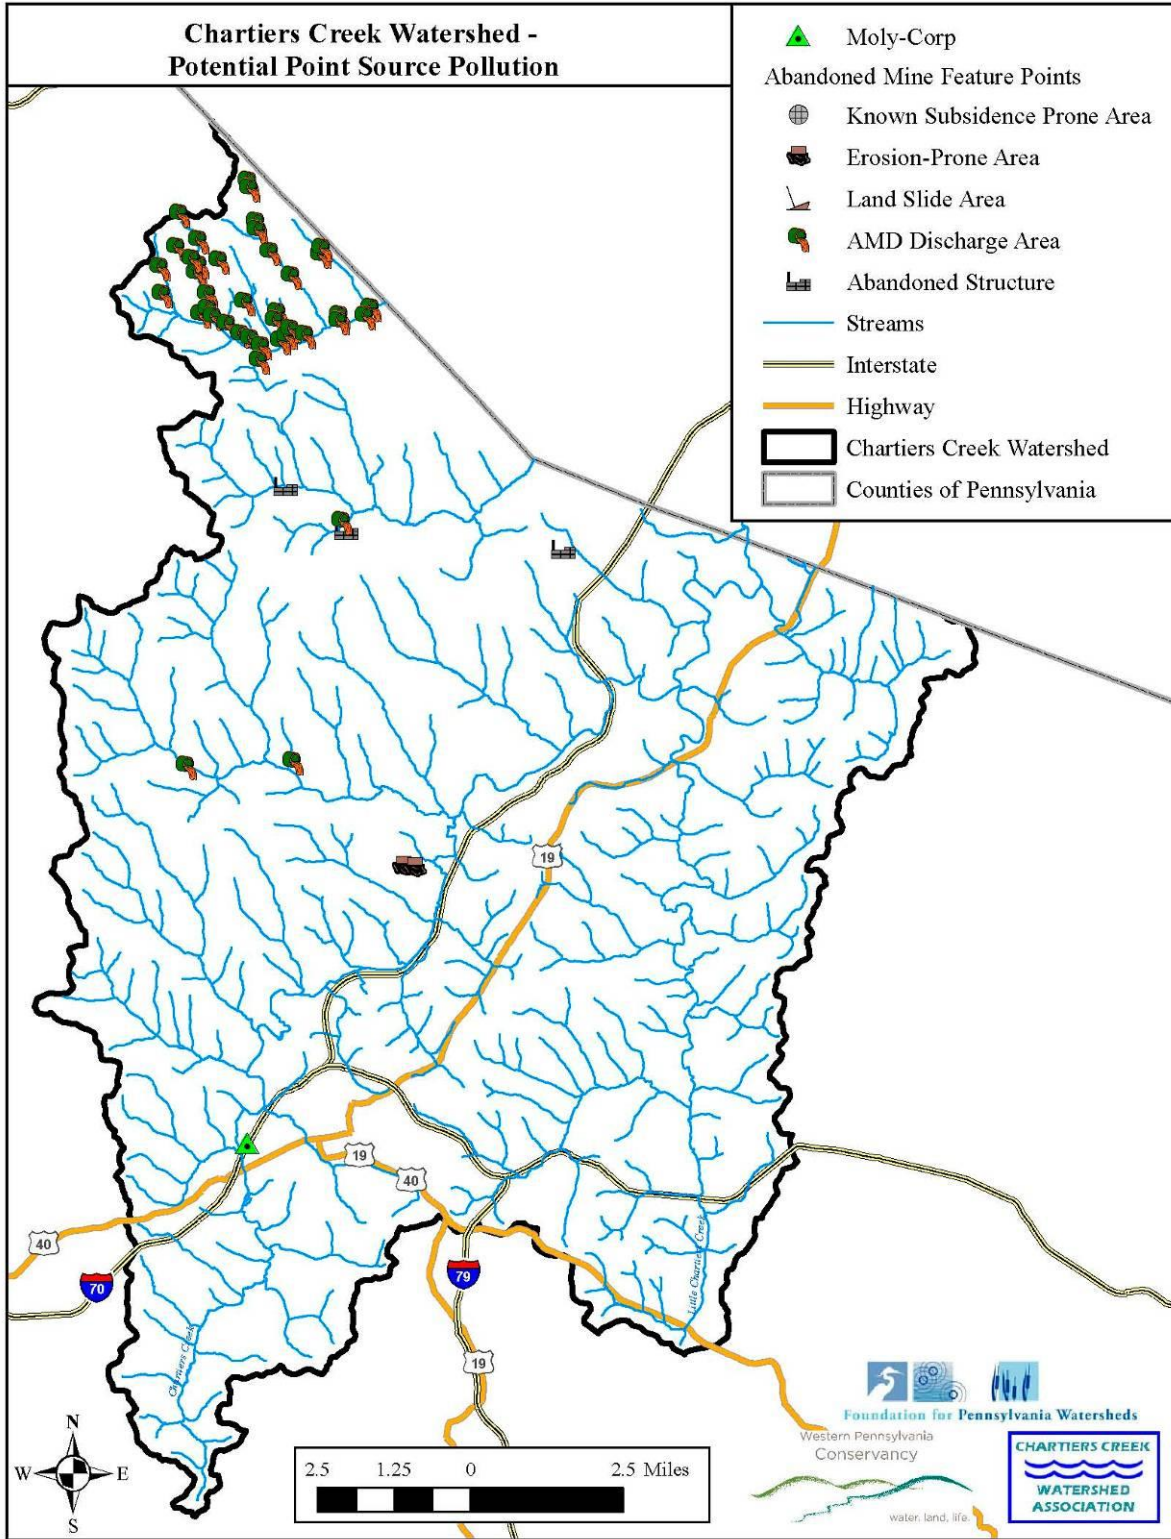 Chartiers Creek Watershed -
Potential Point Source Pollution
Moly-Corp
Abandoned Mine Feature Points
Known Subsidence Prone Area
Erosion-Prone Area
Land Slide Area
AMD Discharge Area
Abandoned Structure
Streams
Interstate
Highway
Chartiers Creek Watershed
Counties of Pennsylvania
19
19
40
40
70
79
19
Chartiers Creek
Little Chartiers Creek
N
W E
S
2.5 1.25 0 2.5 Miles
Foundation for Pennsylvania Watersheds
Western Pennsylvania
Conservancy
water, land, life.
CHARTIERS CREEK
WATERSHED
ASSOCIATION